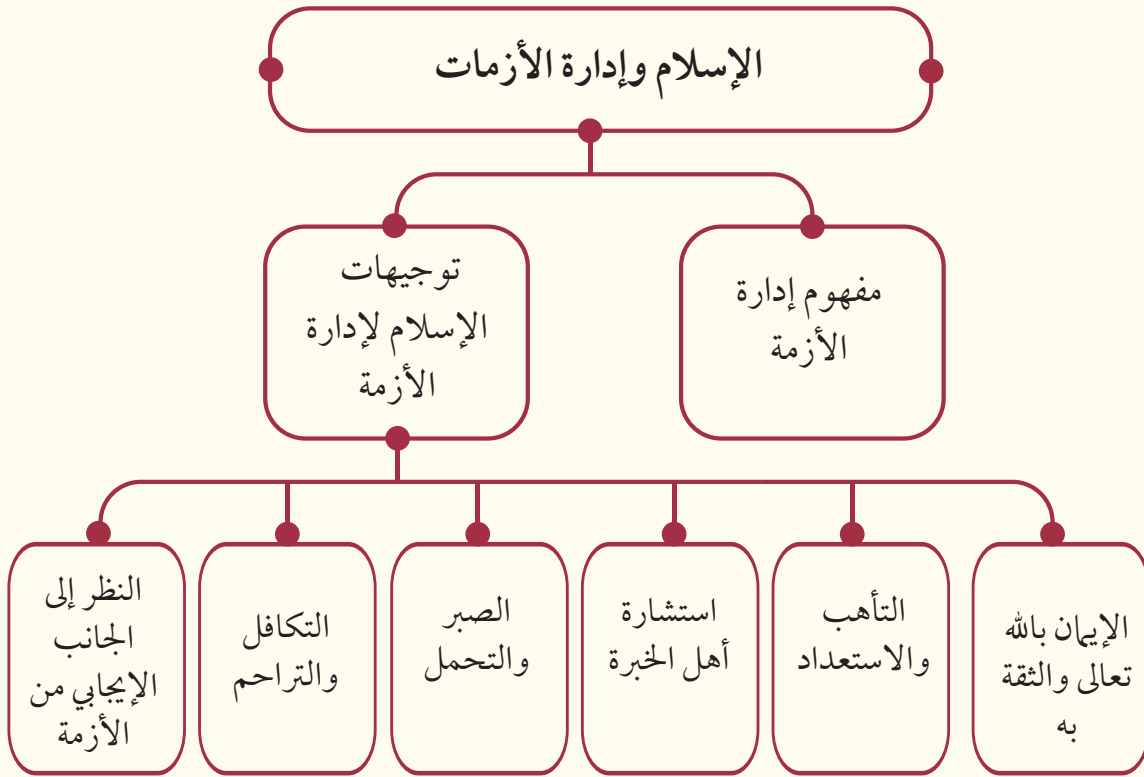 الإسلام وإدارة الأزمات
مفهوم إدارة
الأزمة
توجيهات
الإسلام لإدارة
الأزمة
الإيمان بالله
تعالى والثقة
به
التأهب
والاستعداد
استشارة
أهل الخبرة
الصبر
والتحمل
التكافل
والتراحم
النظر إلى
الجانب
الإيجابي من
الأزمة